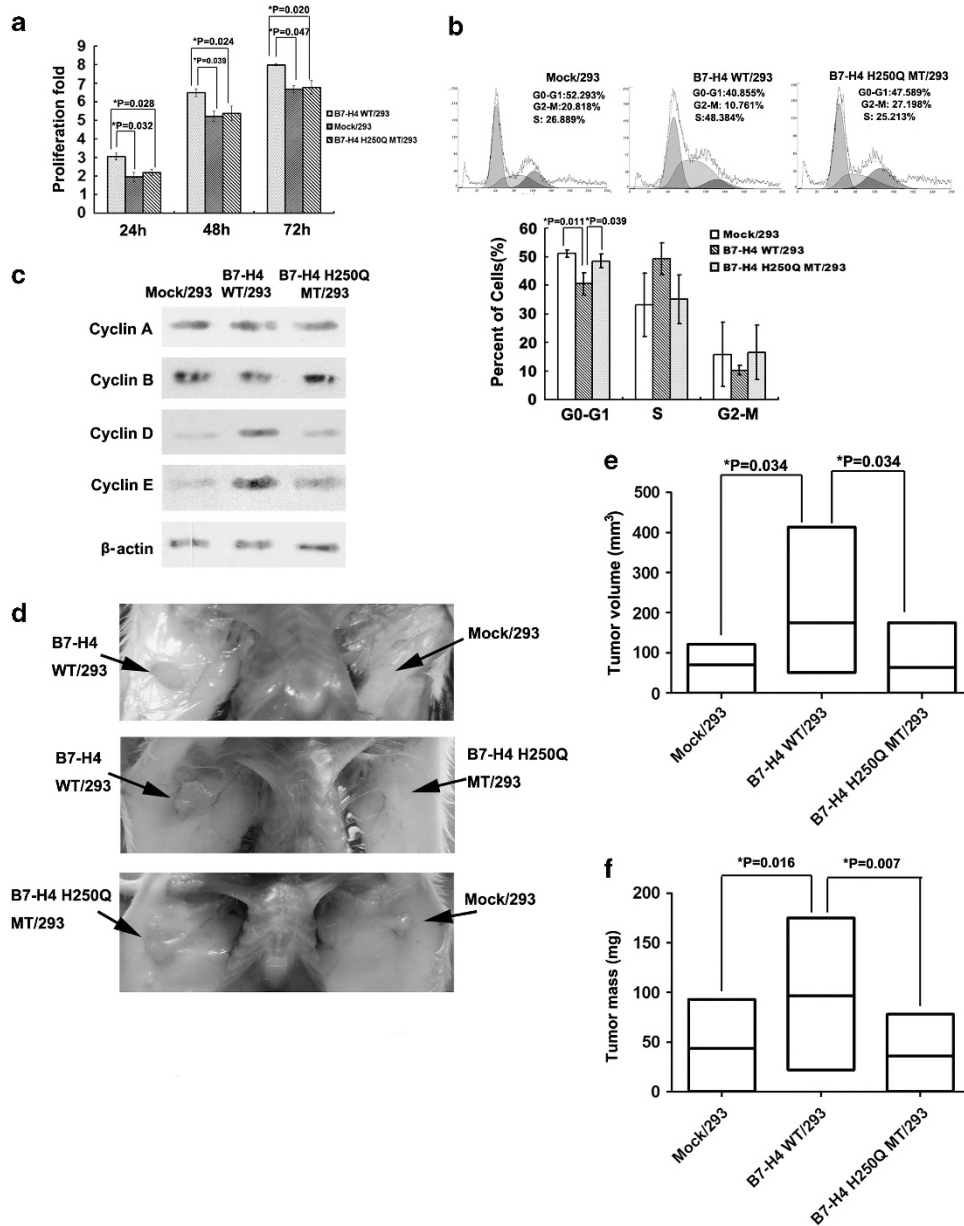 a
*P=0.020
*P=0.024
*P=0.047
*P=0.039
*P=0.028
*P=0.032
Proliferation fold
9
8
7
6
5
4
3
2
1
0
24h 48h 72h
B7-H4 WT/293
Mock/293
B7-H4 H250Q MT/293
b
Mock/293
G0-G1:52.293%
G2-M:20.818%
S: 26.889%
B7-H4 WT/293
G0-G1:40.855%
G2-M: 10.761%
S:48.384%
B7-H4 H250Q MT/293
G0-G1:47.589%
G2-M: 27.198%
S: 25.213%
*P=0.011 *P=0.039
Mock/293
B7-H4 WT/293
B7-H4 H250Q MT/293
Percent of Cells(%)
60
50
40
30
20
10
0
G0-G1 S G2-M
c
Mock/293
B7-H4
WT/293
B7-H4 H250Q
MT/293
Cyclin A
Cyclin B
Cyclin D
Cyclin E
β-actin
d
B7-H4
WT/293
Mock/293
B7-H4
WT/293
B7-H4 H250Q
MT/293
B7-H4 H250Q
MT/293
Mock/293
e
*P=0.034 *P=0.034
Tumor volume (mm3)
500
400
300
200
100
0
Mock/293
B7-H4 WT/293
B7-H4 H250Q MT/293
f
*P=0.016 *P=0.007
Tumor mass (mg)
200
150
100
50
0
Mock/293
B7-H4 WT/293
B7-H4 H250Q MT/293